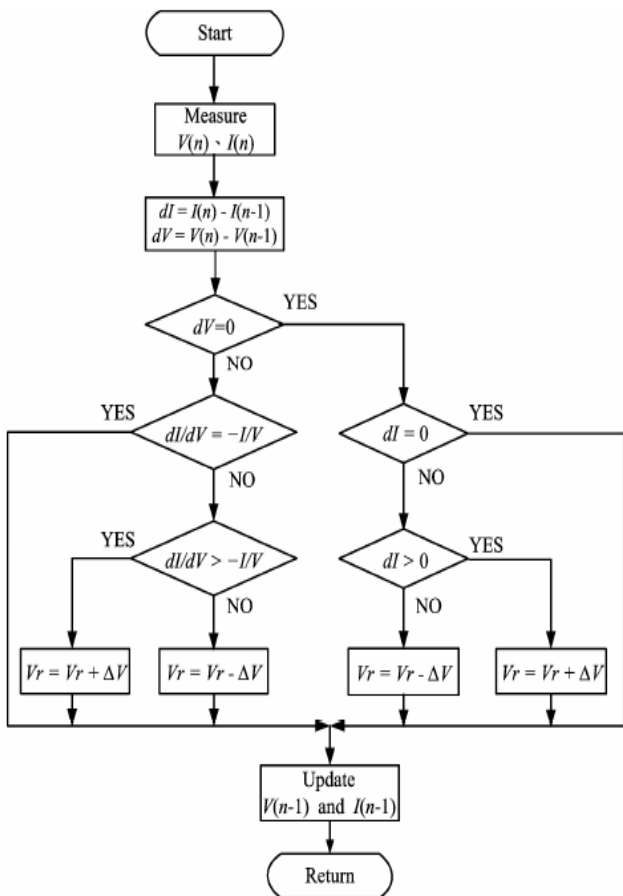 Start
Measure
V(n)、I(n)
dI = I(n) - I(n-1)
dV = V(n) - V(n-1)
YES
dV=0
NO
YES
dI/dV = −I/V
NO
dI = 0
YES
NO
YES
dI/dV > −I/V
NO
dI > 0
YES
NO
Vr = Vr + ΔV
Vr = Vr - ΔV
Vr = Vr - ΔV
Vr = Vr + ΔV
Update
V(n-1) and I(n-1)
Return